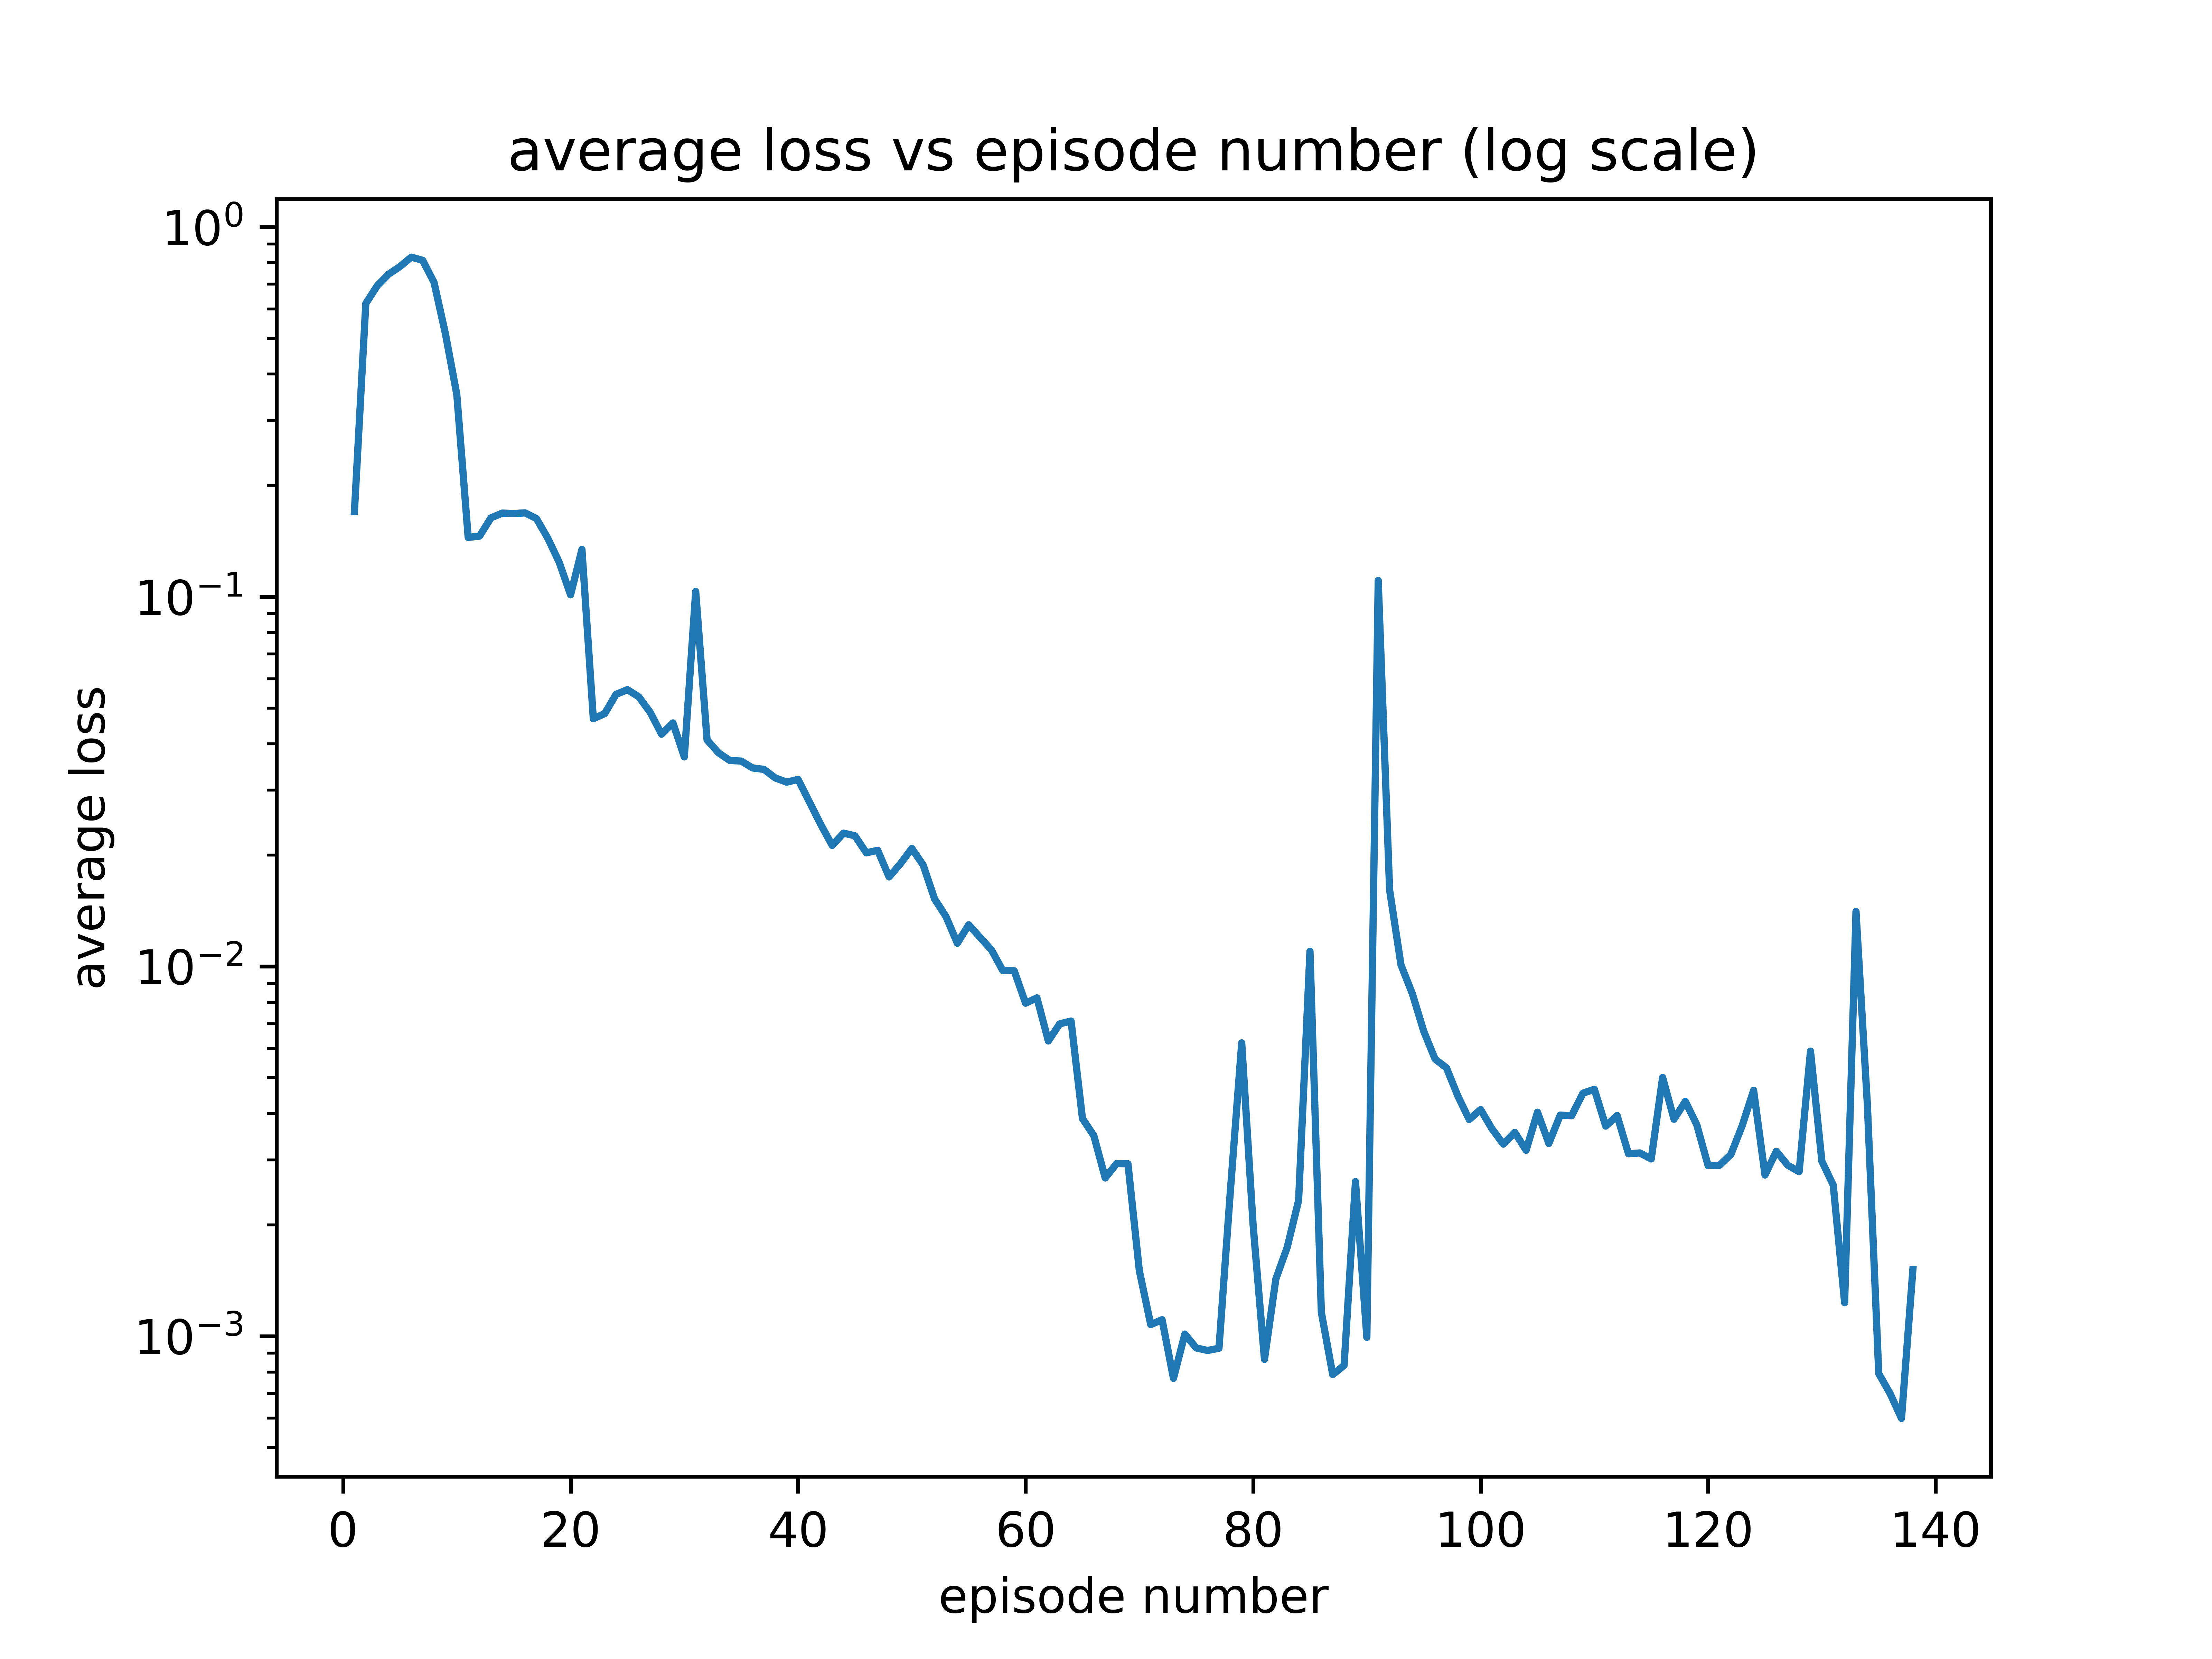 average loss vs episode number (log scale)
average loss
10⁰
10⁻¹
10⁻²
10⁻³
0 20 40 60 80 100 120 140
episode number